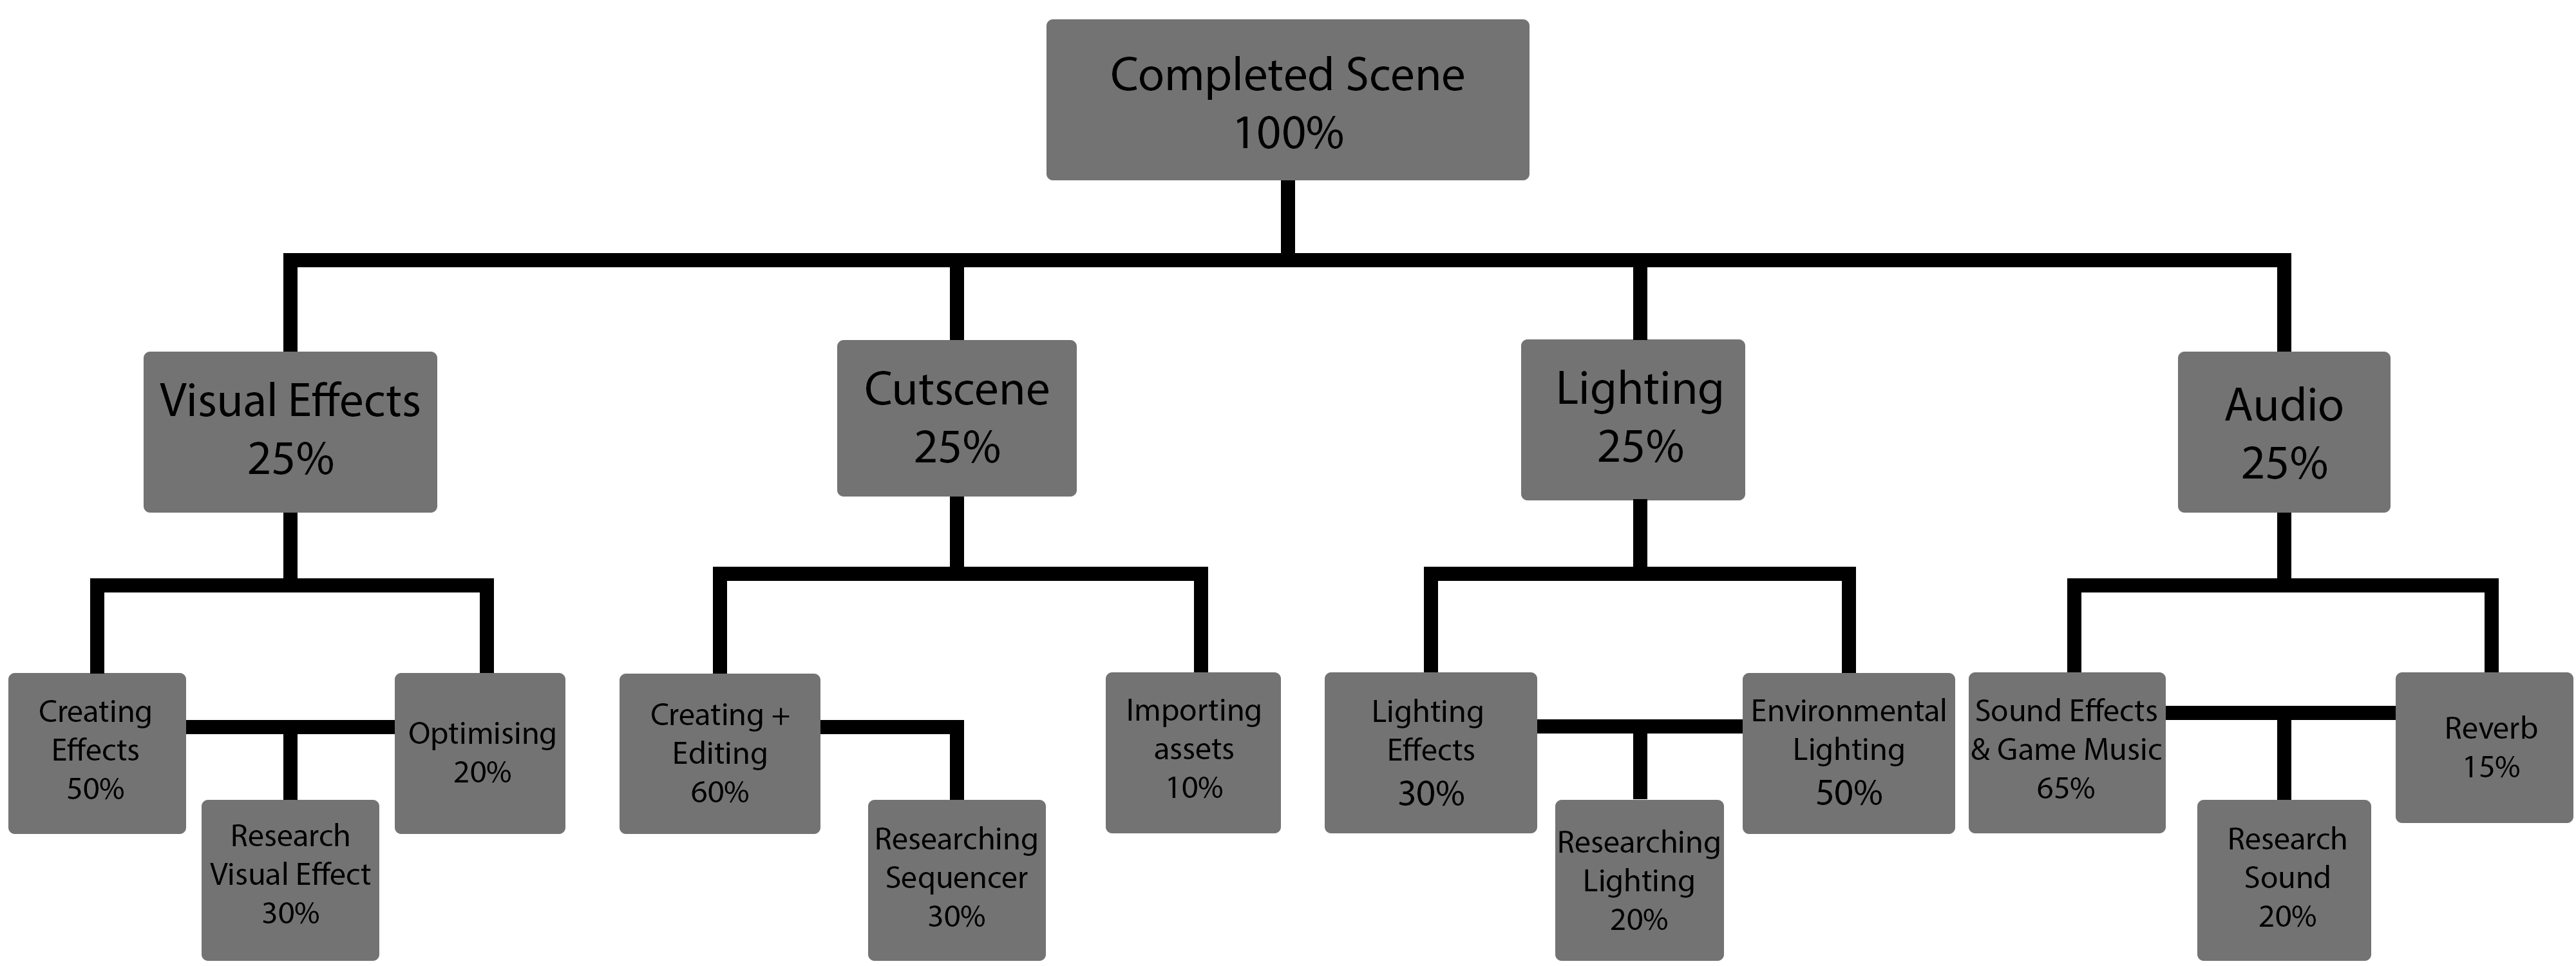 Completed Scene
100%
Visual Effects
25%
Cutscene
25%
Lighting
25%
Audio
25%
Creating
Effects
50%
Research
Visual Effect
30%
Optimising
20%
Creating +
Editing
60%
Researching
Sequencer
30%
Importing
assets
10%
Lighting
Effects
30%
Researching
Lighting
20%
Environmental
Lighting
50%
Sound Effects
& Game Music
65%
Research
Sound
20%
Reverb
15%